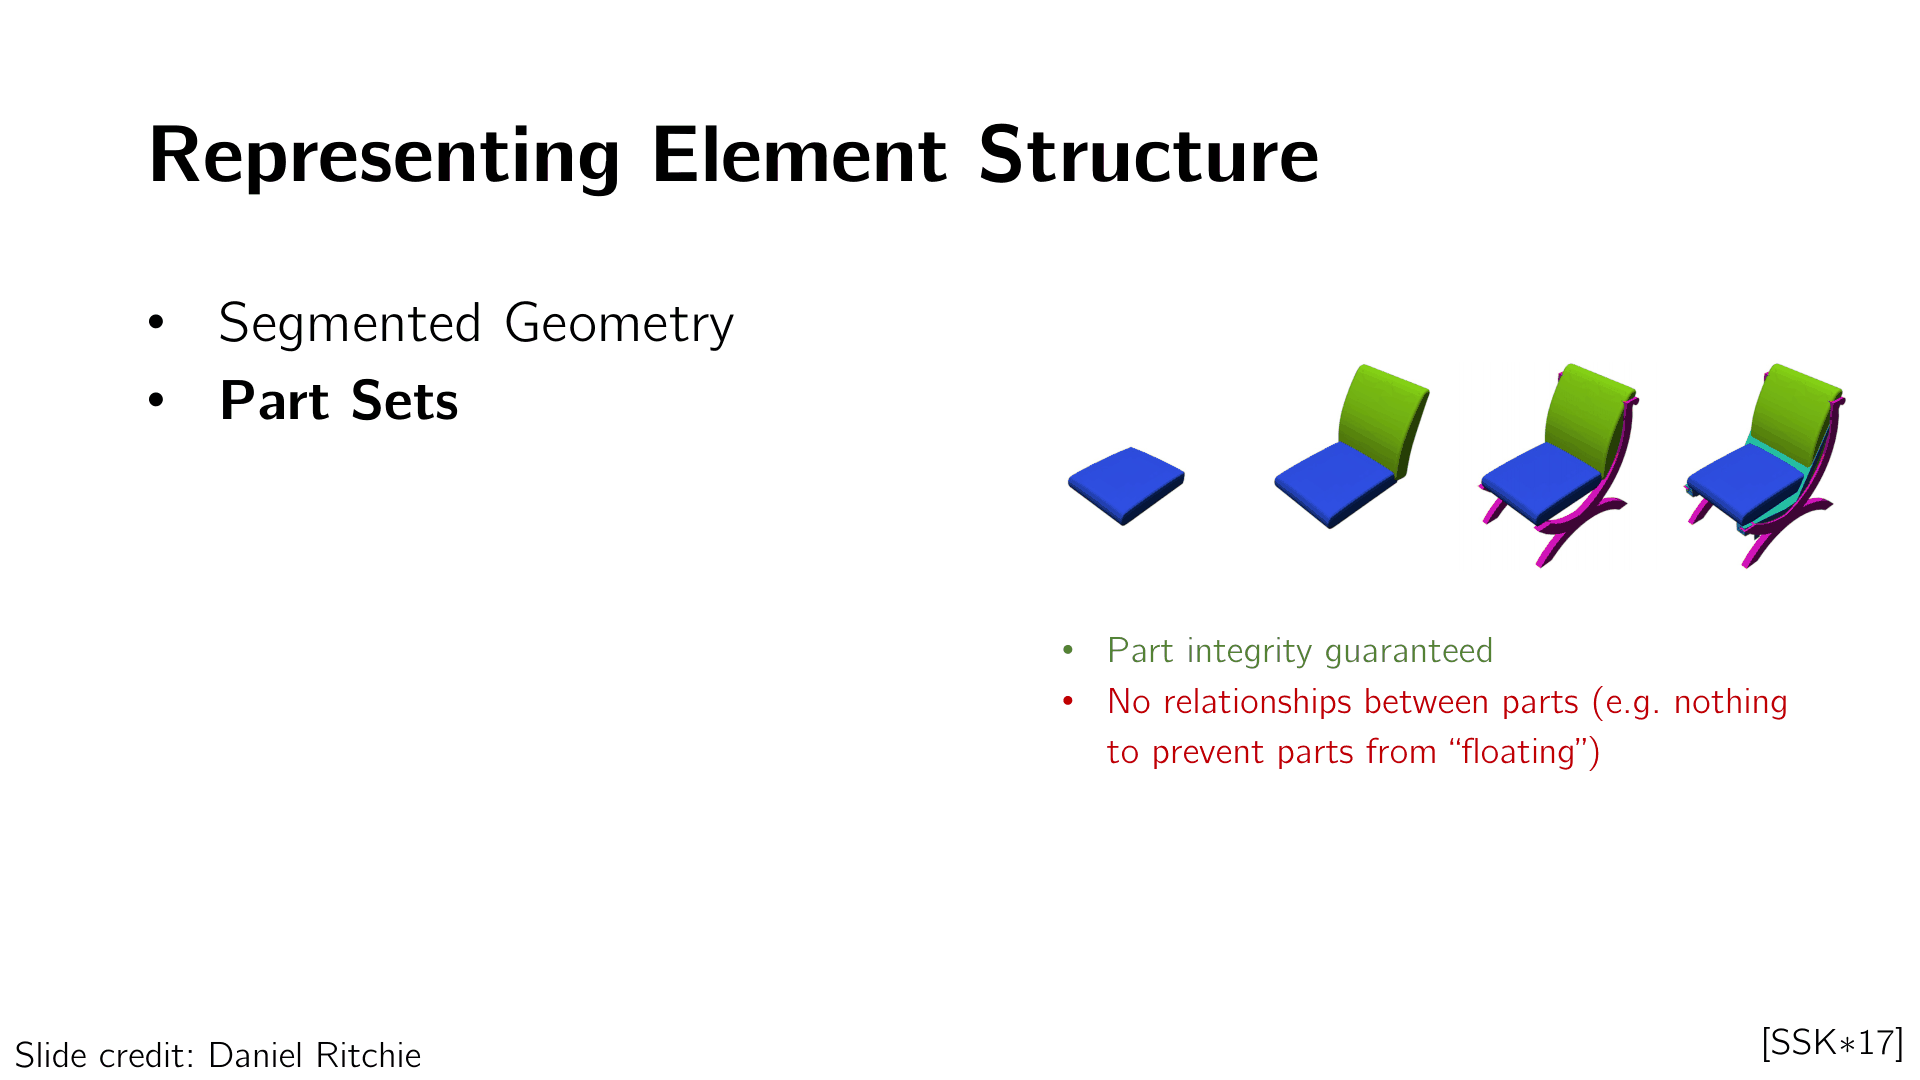 Representing Element Structure
• Segmented Geometry
• Part Sets
• Part integrity guaranteed
• No relationships between parts (e.g. nothing
to prevent parts from “floating”)
Slide credit: Daniel Ritchie
[SSK*17]